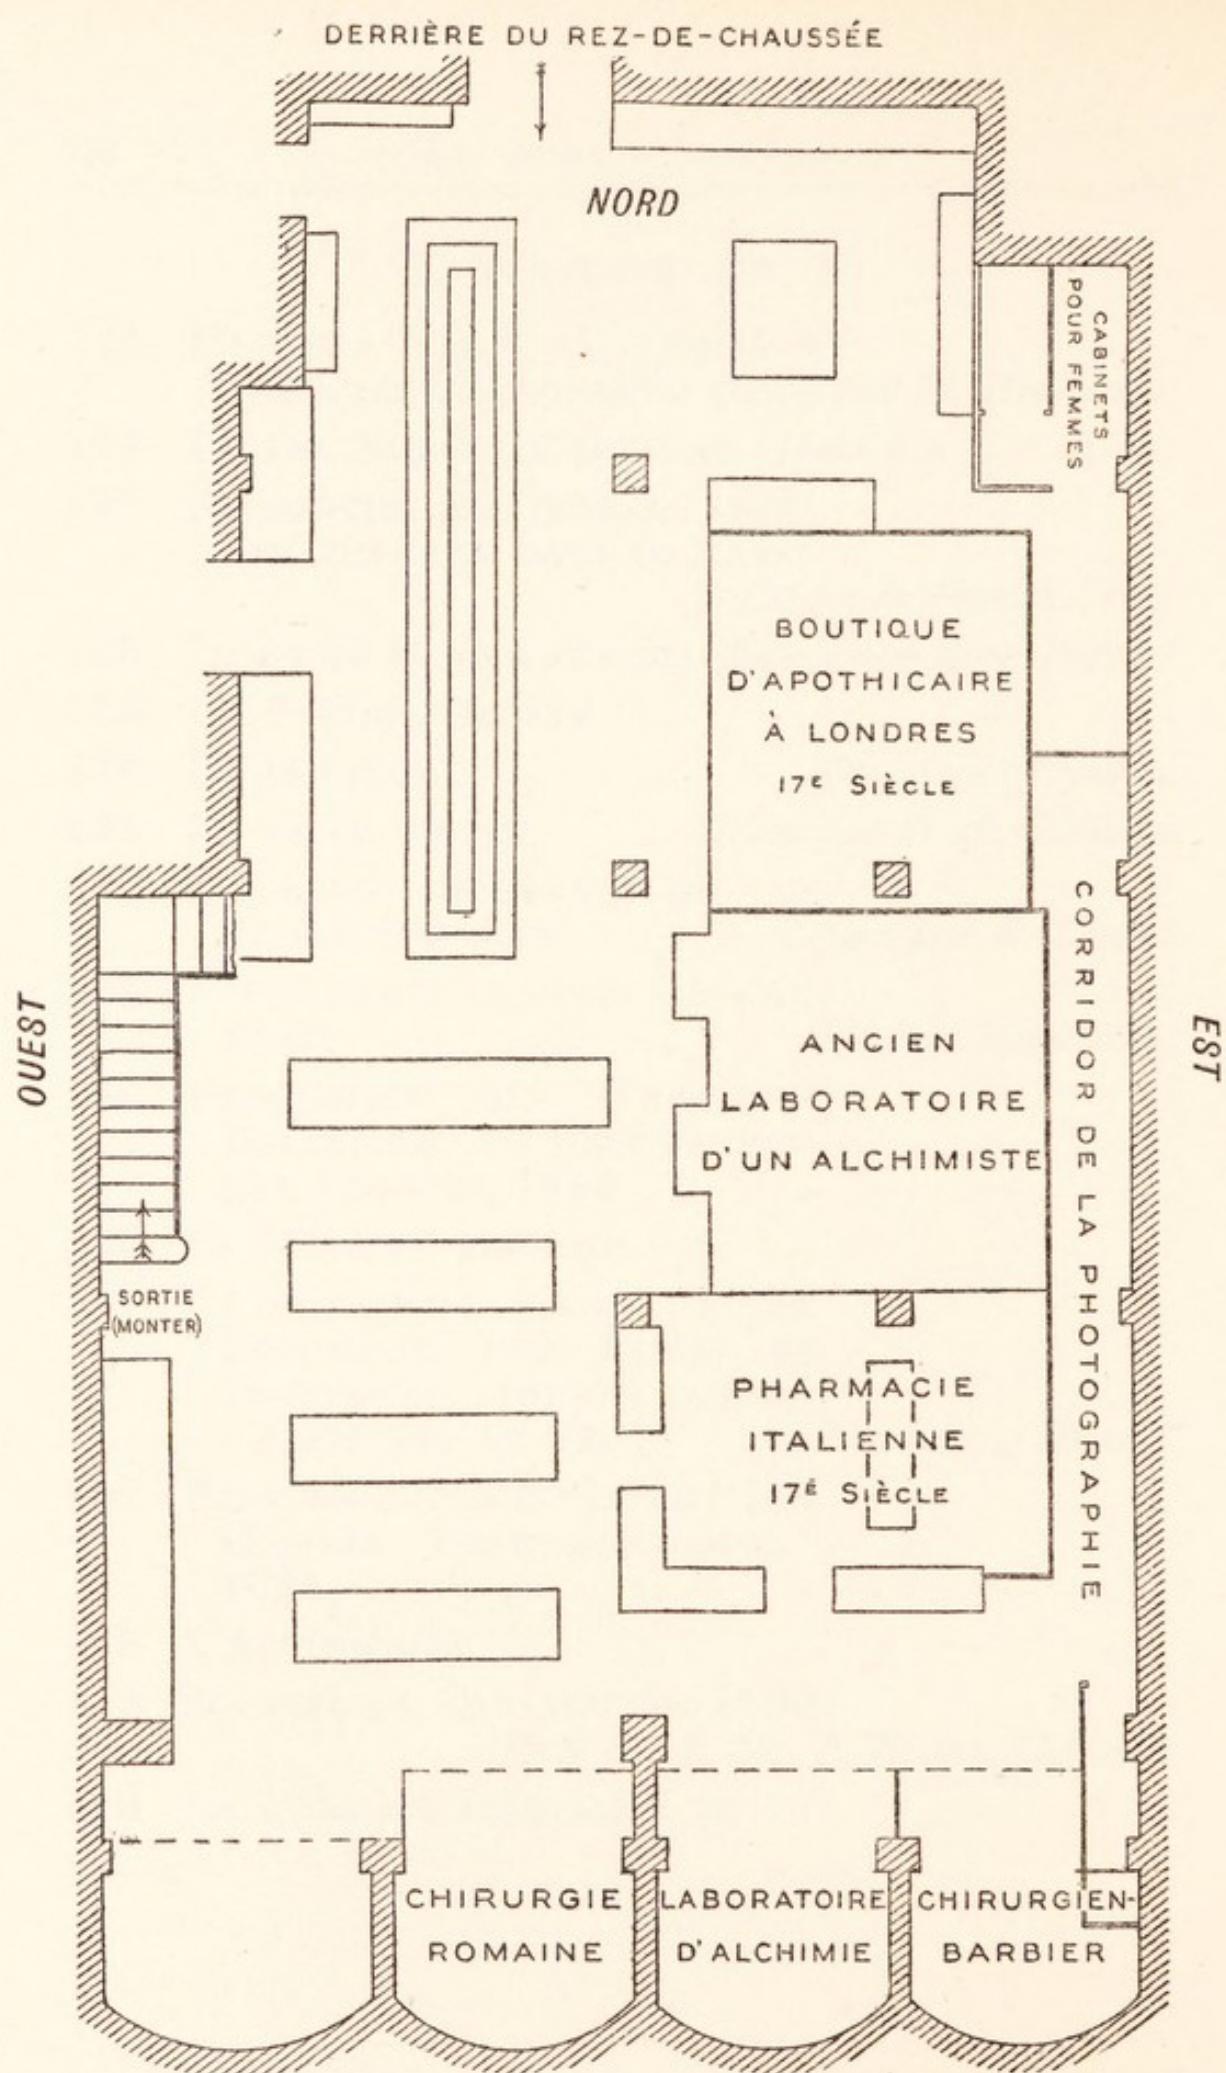 DERRIÈRE DU REZ-DE-CHAUSSÉE
NORD
CABINETS
POUR FEMMES
BOUTIQUE
D'APOTHICAIRE
À LONDRES
17E SIÈCLE
OUEST
EST
ANCIEN
LABORATOIRE
D'UN ALCHIMISTE
CORRIDOR DE LA PHOTOGRAPHIE
SORTIE
(MONTER)
PHARMACIE
ITALIENNE
17É SIÈCLE
CHIRURGIE
ROMAINE
LABORATOIRE
D'ALCHIMIE
CHIRURGIEN-
BARBIER